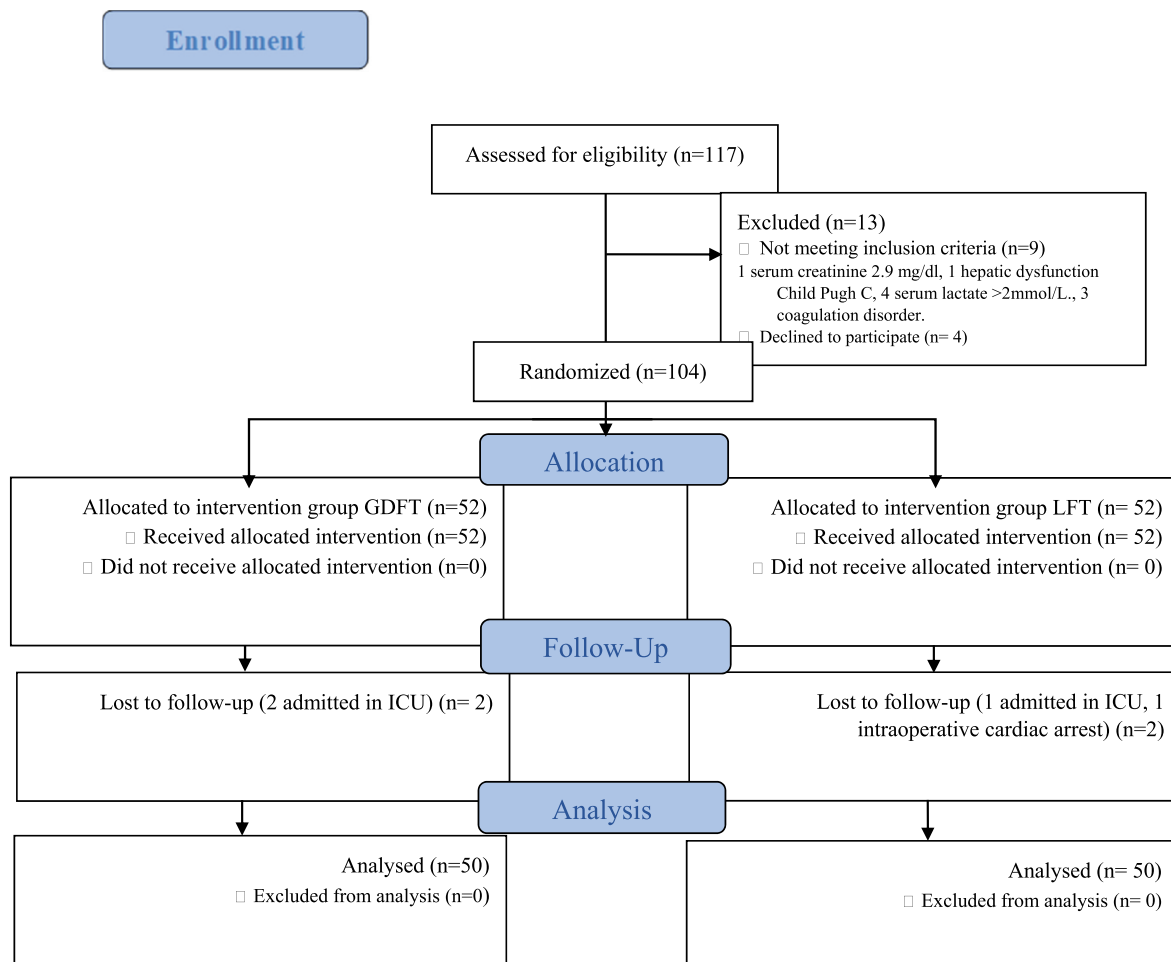 Enrollment
Assessed for eligibility (n=117)
Excluded (n=13)
□ Not meeting inclusion criteria (n=9)
1 serum creatinine 2.9 mg/dl, 1 hepatic dysfunction
Child Pugh C, 4 serum lactate >2mmol/L., 3
coagulation disorder.
□ Declined to participate (n= 4)
Randomized (n=104)
Allocation
Allocated to intervention group GDFT (n=52)
□ Received allocated intervention (n=52)
□ Did not receive allocated intervention (n=0)
Allocated to intervention group LFT (n= 52)
□ Received allocated intervention (n= 52)
□ Did not receive allocated intervention (n= 0)
Follow-Up
Lost to follow-up (2 admitted in ICU) (n= 2)
Lost to follow-up (1 admitted in ICU, 1
intraoperative cardiac arrest) (n=2)
Analysis
Analysed (n=50)
□ Excluded from analysis (n=0)
Analysed (n= 50)
□ Excluded from analysis (n= 0)